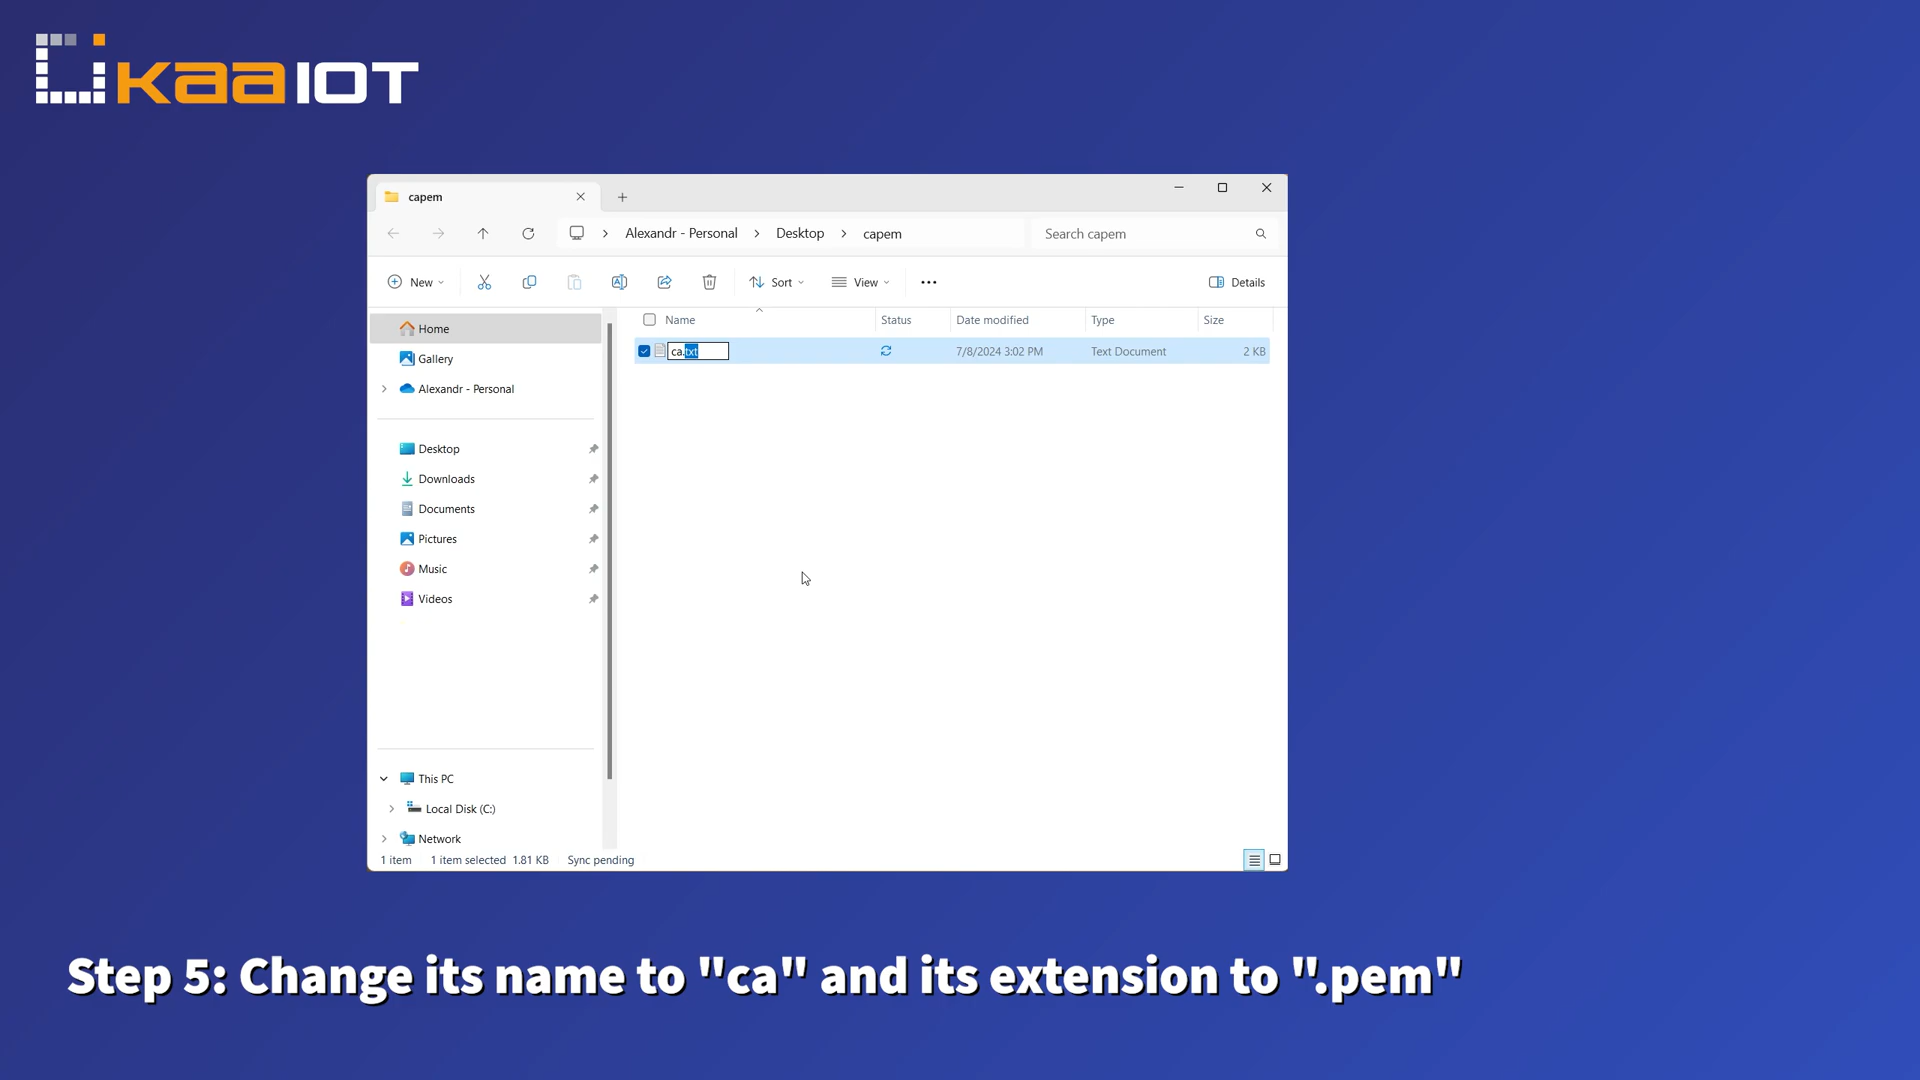 kaaIOT
capem
Alexandr - Personal > Desktop > capem
Search capem
New
Sort
View
Details
Name Status Date modified Type Size
ca.txt 7/8/2024 3:02 PM Text Document 2 KB
Home
Gallery
Alexandr - Personal
Desktop
Downloads
Documents
Pictures
Music
Videos
This PC
Local Disk (C:)
Network
1 item 1 item selected 1.81 KB Sync pending
Step 5: Change its name to "ca" and its extension to ".pem"